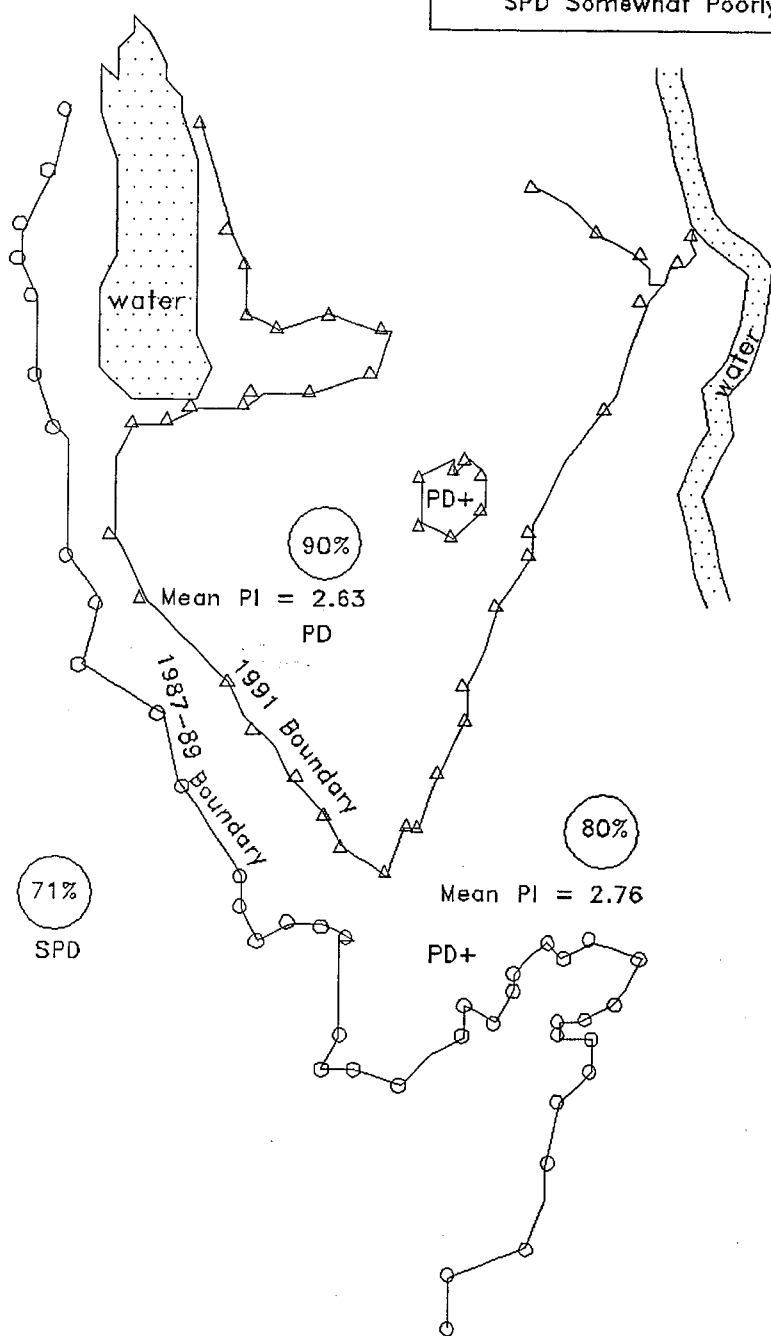 SPD Somewhat Poorly
water
water
PD+
90%
Mean PI = 2.63
PD
1987-89 Boundary
1991 Boundary
80%
71%
Mean PI = 2.76
SPD
PD+